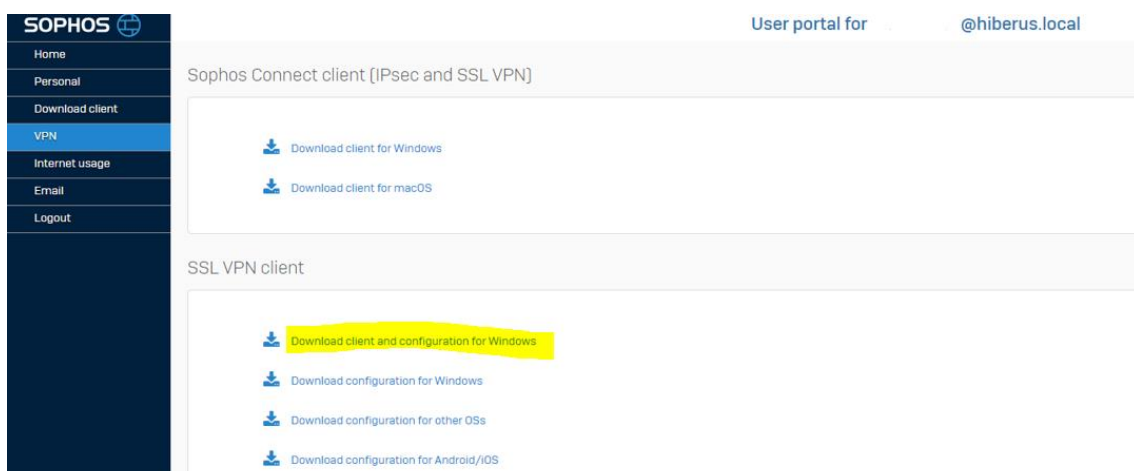 SOPHOS
User portal for @hiberus.local
Home
Personal
Download client
VPN
Internet usage
Email
Logout
Sophos Connect client (IPsec and SSL VPN)
Download client for Windows
Download client for macOS
SSL VPN client
Download client and configuration for Windows
Download configuration for Windows
Download configuration for other OSs
Download configuration for Android/iOS